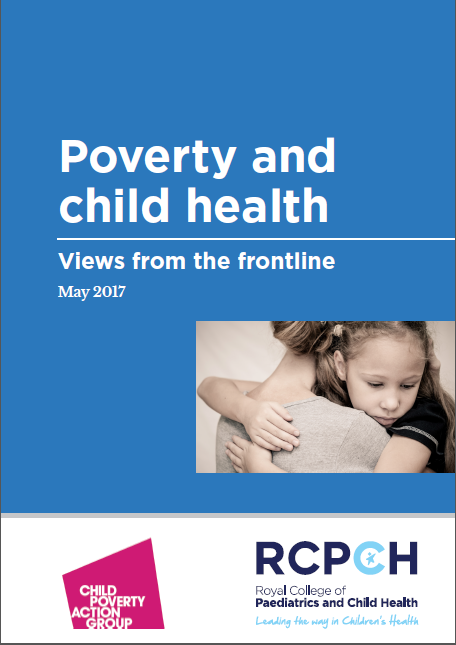 Poverty and
child health
Views from the frontline
May 2017
CHILD
POVERTY
ACTION
GROUP
RCPCH
Royal College of
Paediatrics and Child Health
Leading the way in Children's Health